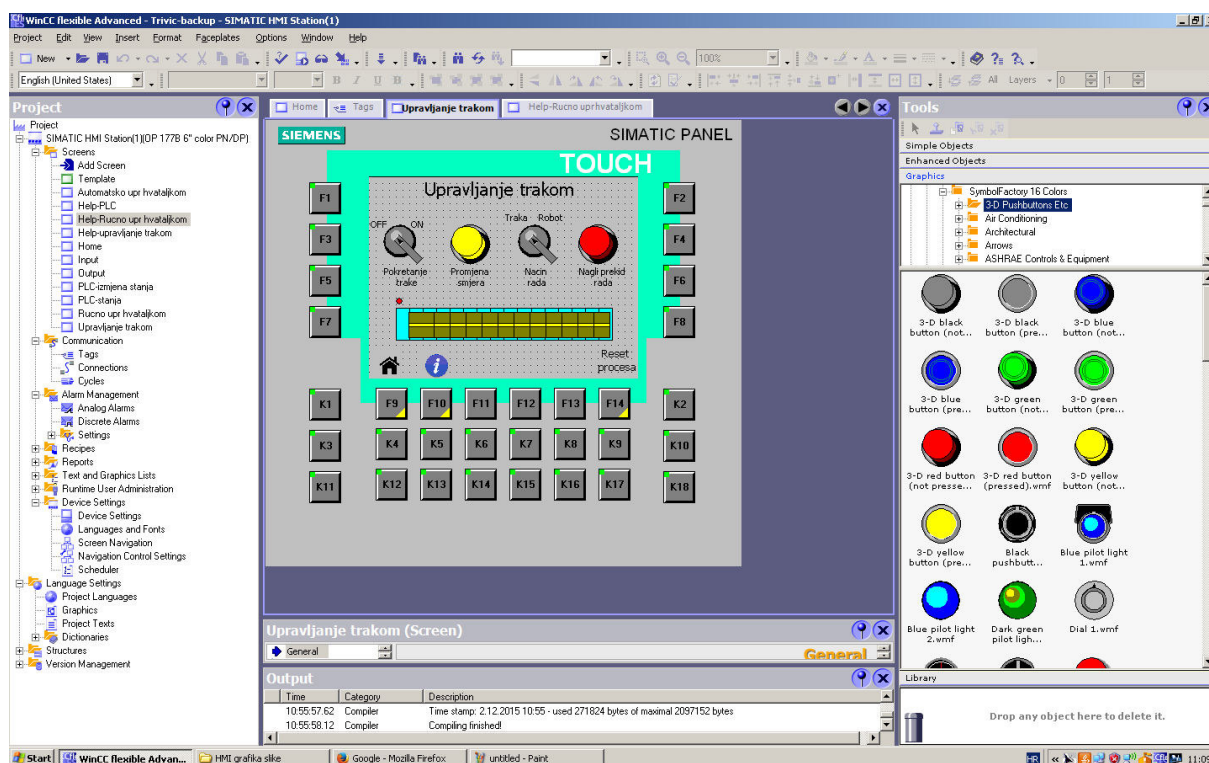 WinCC flexible Advanced - Trivic-backup - SIMATIC HMI Station(1)
Project Edit View Insert Format Faceplates Options Window Help
New 100%
English (United States) B I U All Layers 0 1
Project
Project
SIMATIC HMI Station(1)(OP 177B 6" color PN/DP)
Screens
Add Screen
Template
Automatsko upr hvataljkom
Help-PLC
Help-Rucno upr hvataljkom
Help-upravljanje trakom
Home
Input
Output
PLC-izmjena stanja
PLC-stanja
Rucno upr hvataljkom
Upravljanje trakom
Communication
Tags
Connections
Cycles
Alarm Management
Analog Alarms
Discrete Alarms
Settings
Recipes
Reports
Text and Graphics Lists
Runtime User Administration
Device Settings
Device Settings
Languages and Fonts
Screen Navigation
Navigation Control Settings
Scheduler
Language Settings
Project Languages
Graphics
Project Texts
Dictionaries
Structures
Version Management
Home Tags Upravljanje trakom Help-Rucno uprhvataljkom
SIEMENS SIMATIC PANEL
TOUCH
Upravljanje trakom
OFF ON Traka Robot
Pokretanje trake
Promjena smjera
Nacin rada
Nagli prekid rada
Reset procesa
F1 F2
F3 F4
F5 F6
F7 F8
K1 F9 F10 F11 F12 F13 F14 K2
K3 K4 K5 K6 K7 K8 K9 K10
K11 K12 K13 K14 K15 K16 K17 K18
Upravljanje trakom (Screen)
General General
Output
Time Category Description
10:55:57.62 Compiler Time stamp: 2.12.2015 10:55 - used 271824 bytes of maximal 2097152 bytes
10:55:58.12 Compiler Compiling finished!
Tools
Simple Objects
Enhanced Objects
Graphics
SymbolFactory 16 Colors
3-D Pushbuttons Etc
Air Conditioning
Architectural
Arrows
ASHRAE Controls & Equipment
3-D black button (not...
3-D black button (pre...
3-D blue button (not...
3-D blue button (pre...
3-D green button (not...
3-D green button (pre...
3-D red button (not presse...
3-D red button (pressed).wmf
3-D yellow button (not...
3-D yellow button (pre...
Black pushbutt...
Blue pilot light 1.wmf
Blue pilot light 2.wmf
Dark green pilot ligh...
Dial 1.wmf
Library
Drop any object here to delete it.
Start WinCC flexible Advan... HMI grafika slike Google - Mozilla Firefox untitled - Paint HR 11:09